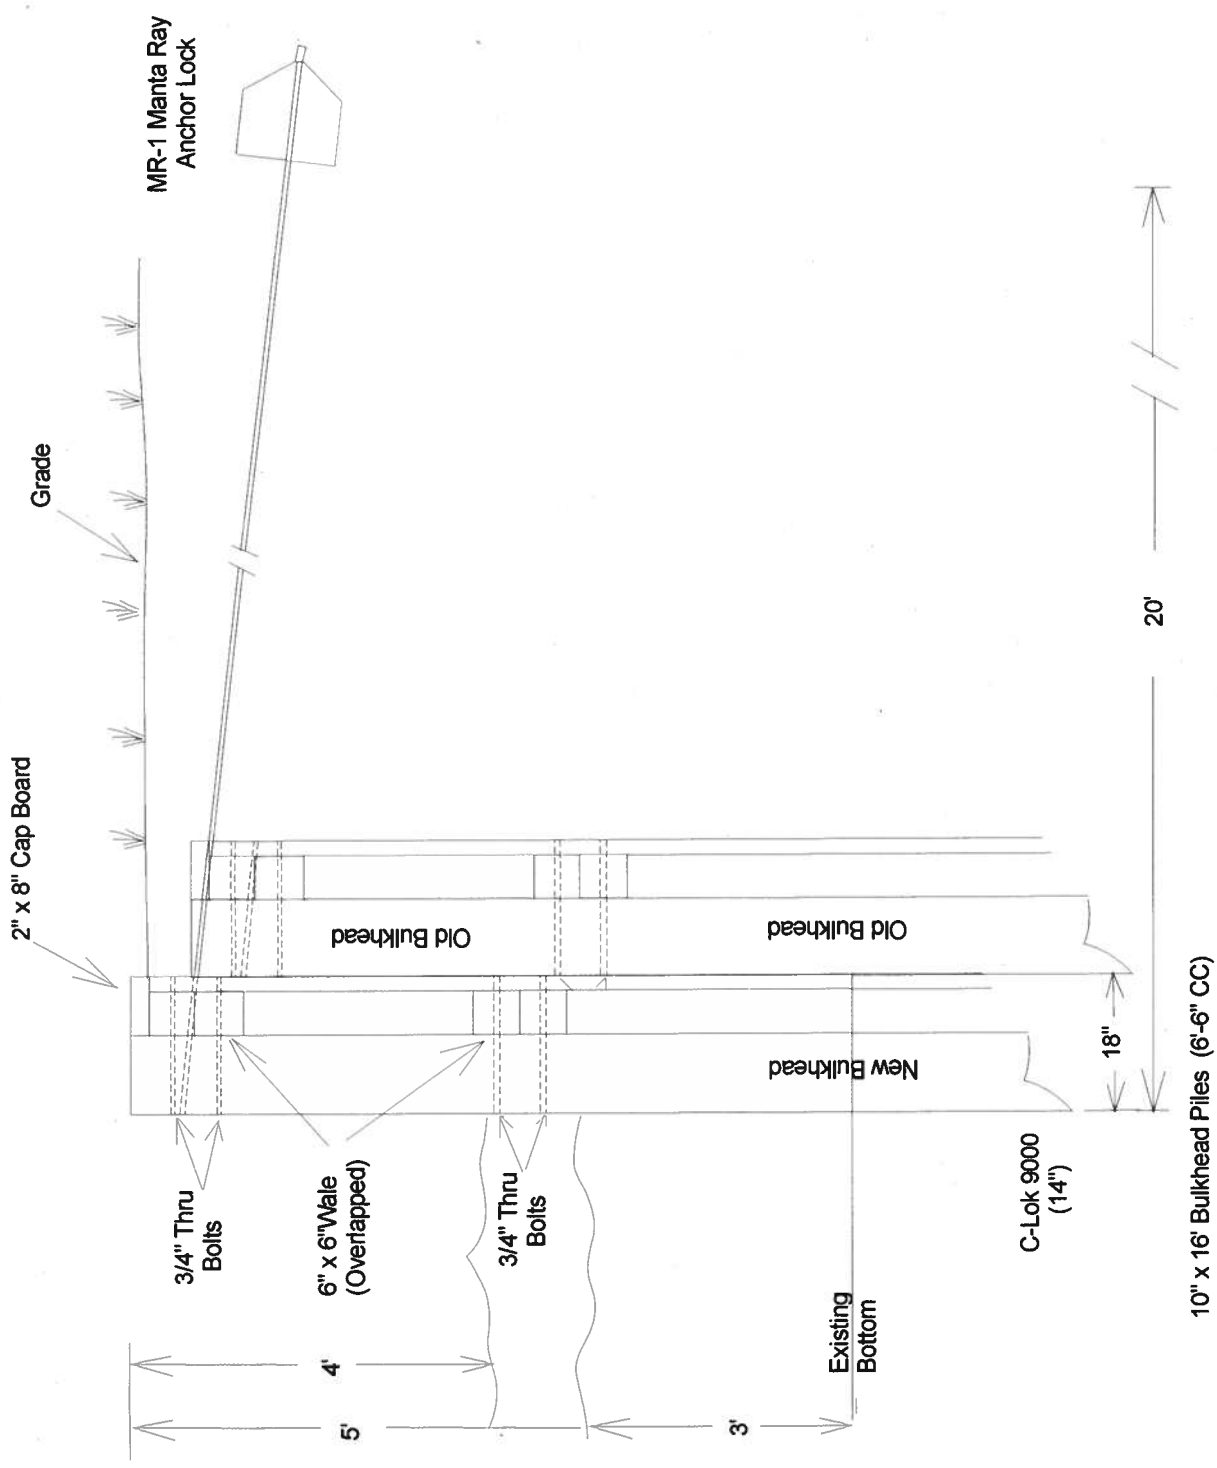 MR-1 Manta Ray
Anchor Lock
Grade
2" x 8" Cap Board
Old Bulkhead
Old Bulkhead
New Bulkhead
3/4" Thru
Bolts
6" x 6"Wale
(Overlapped)
3/4" Thru
Bolts
4'
5'
3'
Existing
Bottom
C-Lok 9000
(14")
18"
20'
10" x 16' Bulkhead Piles (6'-6" CC)